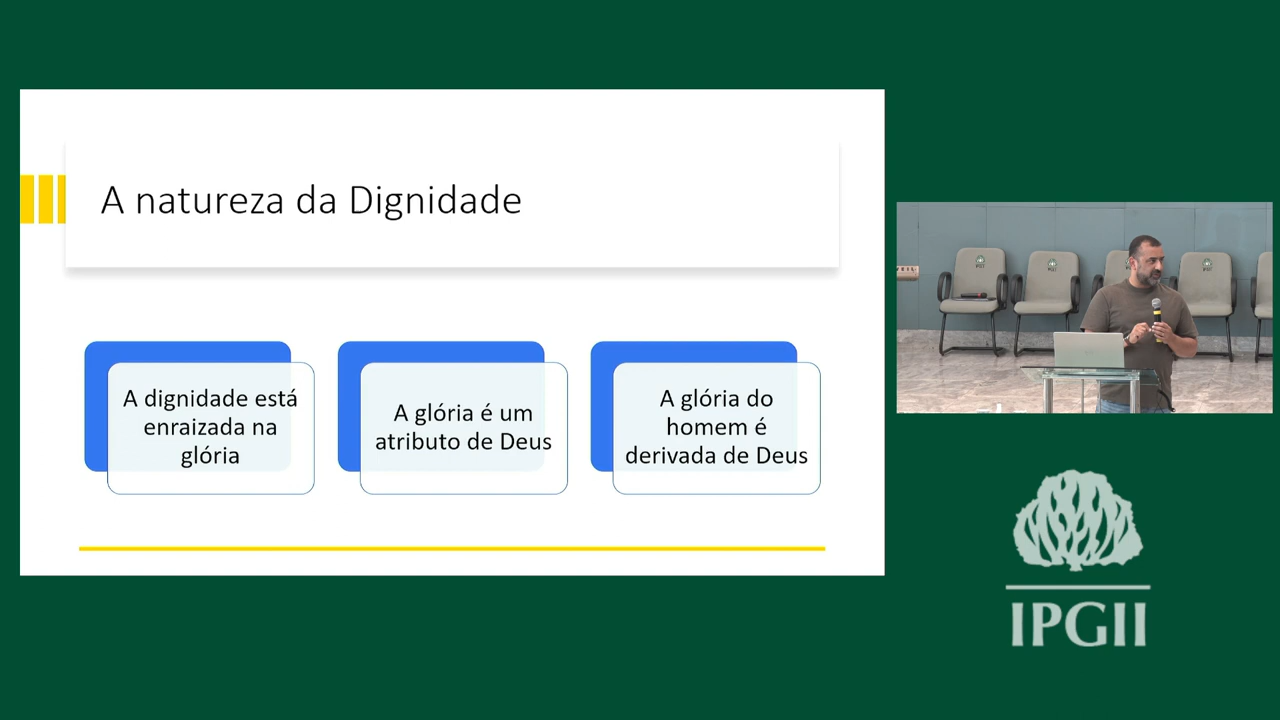 A natureza da Dignidade
A dignidade está
enraizada na
glória
A glória é um
atributo de Deus
A glória do
homem é
derivada de Deus
IPGII